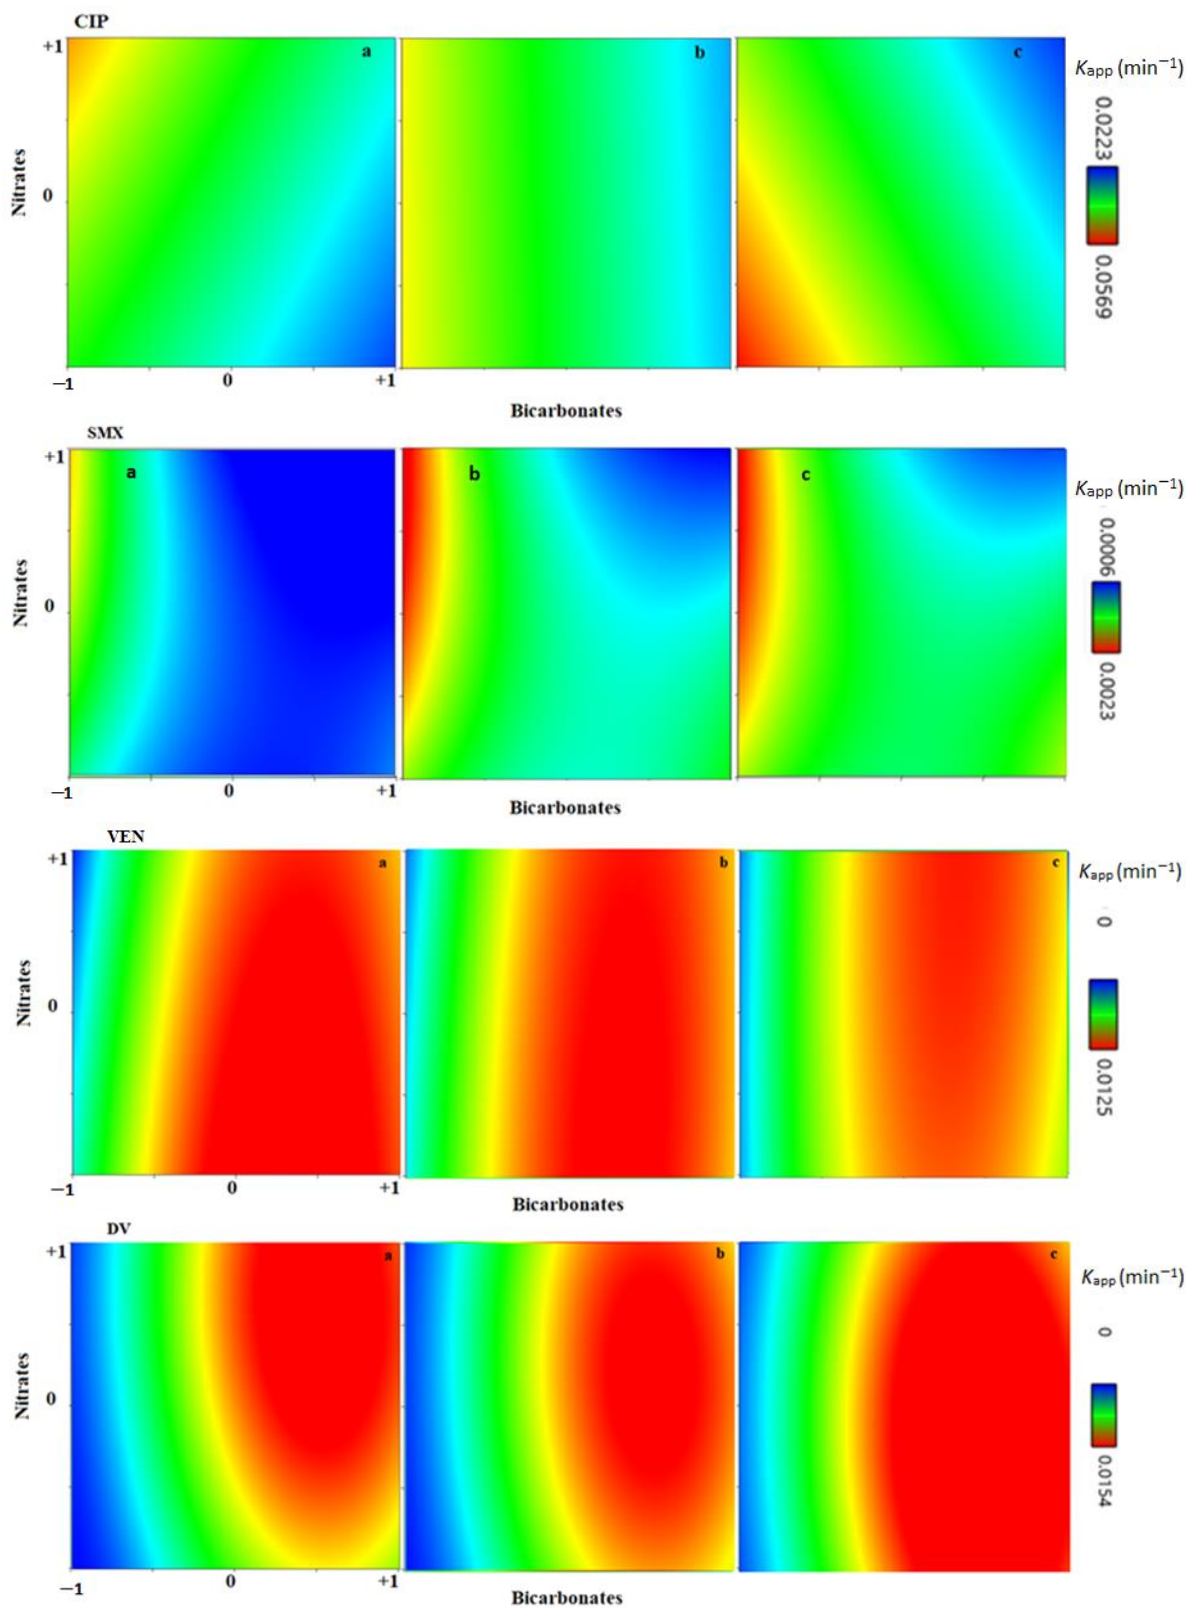 CIP
+1 a b c
Kapp (min⁻¹)
0.0223
Nitrates
0
0.0569
−1 0 +1
Bicarbonates
SMX
+1 a b c
Kapp (min⁻¹)
0.0006
Nitrates
0
0.0023
−1 0 +1
Bicarbonates
VEN
+1 a b c
Kapp (min⁻¹)
0
Nitrates
0
0.0125
−1 0 +1
Bicarbonates
DV
+1 a b c
Kapp (min⁻¹)
0
Nitrates
0
0.0154
−1 0 +1
Bicarbonates